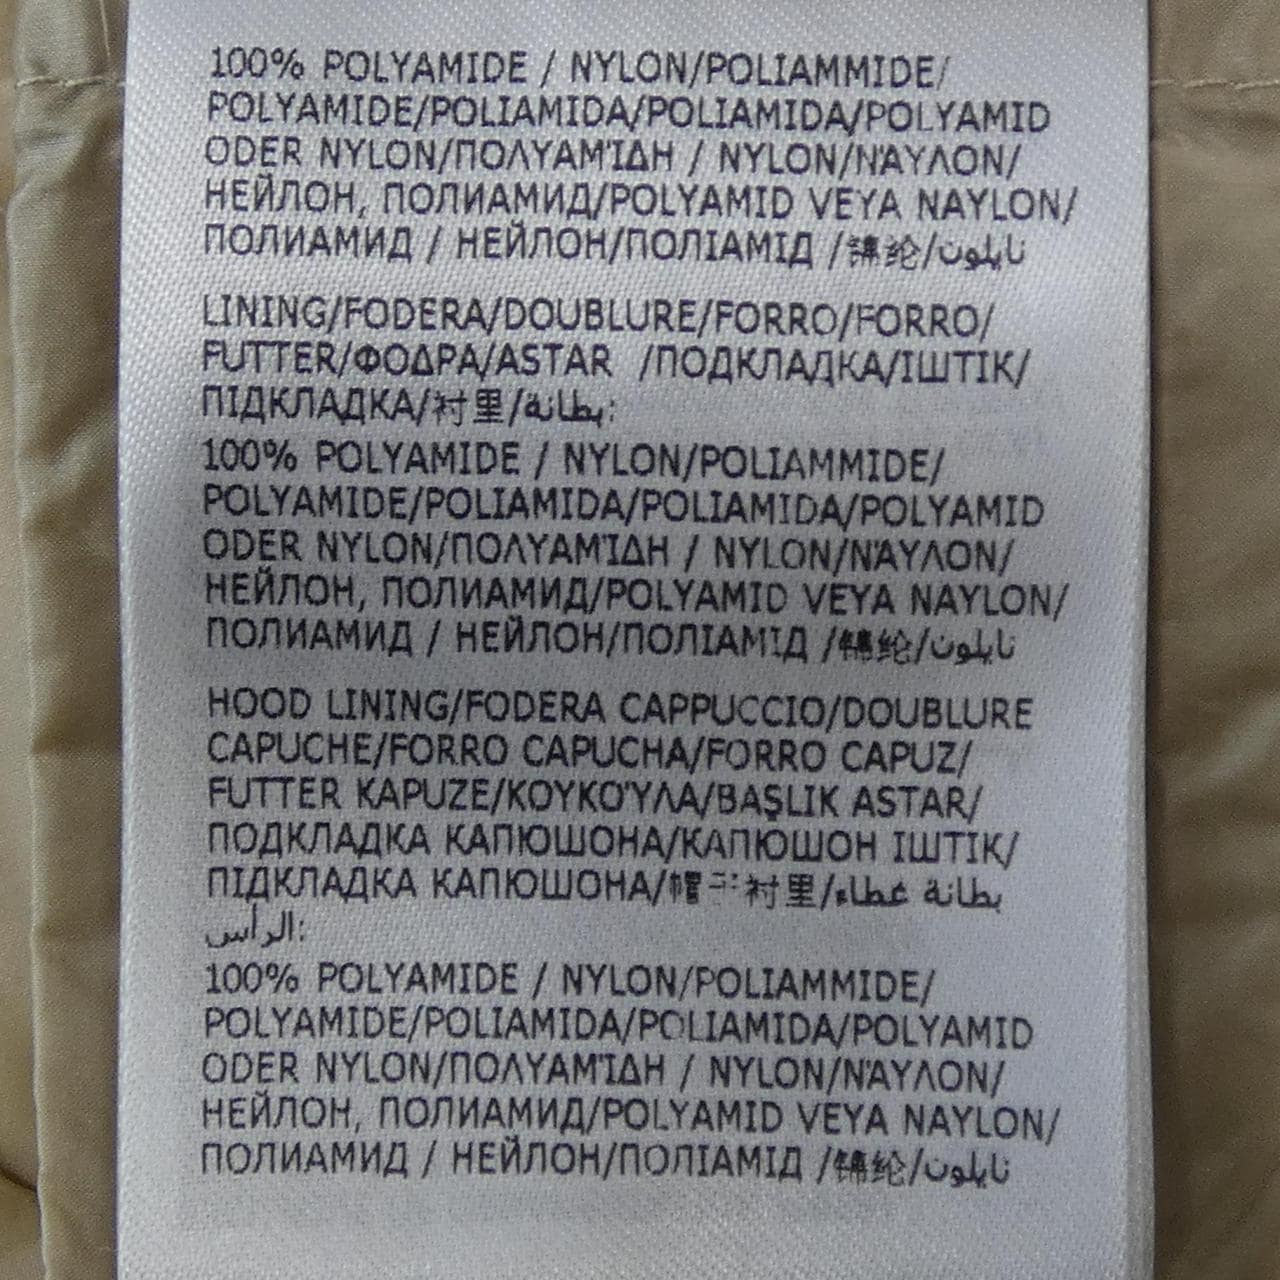 100% POLYAMIDE / NYLON/POLIAMMIDE/
POLYAMIDE/POLIAMIDA/POLIAMIDA/POLYAMID
ODER NYLON/ΠΟΛΥΑΜΊΔΗ / NYLON/ΝΆΥΛΟΝ/
НЕЙЛОН, ПОЛИАМИД/POLYAMID VEYA NAYLON/
ПОЛИАМИД / НЕЙЛОН/ПОЛІАМІД /锦纶/نايلون
LINING/FODERA/DOUBLURE/FORRO/FORRO/
FUTTER/ΦΟΔΡΑ/ASTAR /ПОДКЛАДКА/ІШТІК/
ПІДКЛАДКА/衬里/بطانة:
100% POLYAMIDE / NYLON/POLIAMMIDE/
POLYAMIDE/POLIAMIDA/POLIAMIDA/POLYAMID
ODER NYLON/ΠΟΛΥΑΜΊΔΗ / NYLON/ΝΆΥΛΟΝ/
НЕЙЛОН, ПОЛИАМИД/POLYAMID VEYA NAYLON/
ПОЛИАМИД / НЕЙЛОН/ПОЛІАМІД /锦纶/نايلون
HOOD LINING/FODERA CAPPUCCIO/DOUBLURE
CAPUCHE/FORRO CAPUCHA/FORRO CAPUZ/
FUTTER KAPUZE/ΚΟΥΚΟΎΛΑ/BAŞLIK ASTAR/
ПОДКЛАДКА КАПЮШОНА/КАПЮШОН ІШТІК/
ПІДКЛАДКА КАПЮШОНА/帽子衬里/بطانة غطاء
الرأس:
100% POLYAMIDE / NYLON/POLIAMMIDE/
POLYAMIDE/POLIAMIDA/POLIAMIDA/POLYAMID
ODER NYLON/ΠΟΛΥΑΜΊΔΗ / NYLON/ΝΆΥΛΟΝ/
НЕЙЛОН, ПОЛИАМИД/POLYAMID VEYA NAYLON/
ПОЛИАМИД / НЕЙЛОН/ПОЛІАМІД /锦纶/نايلون